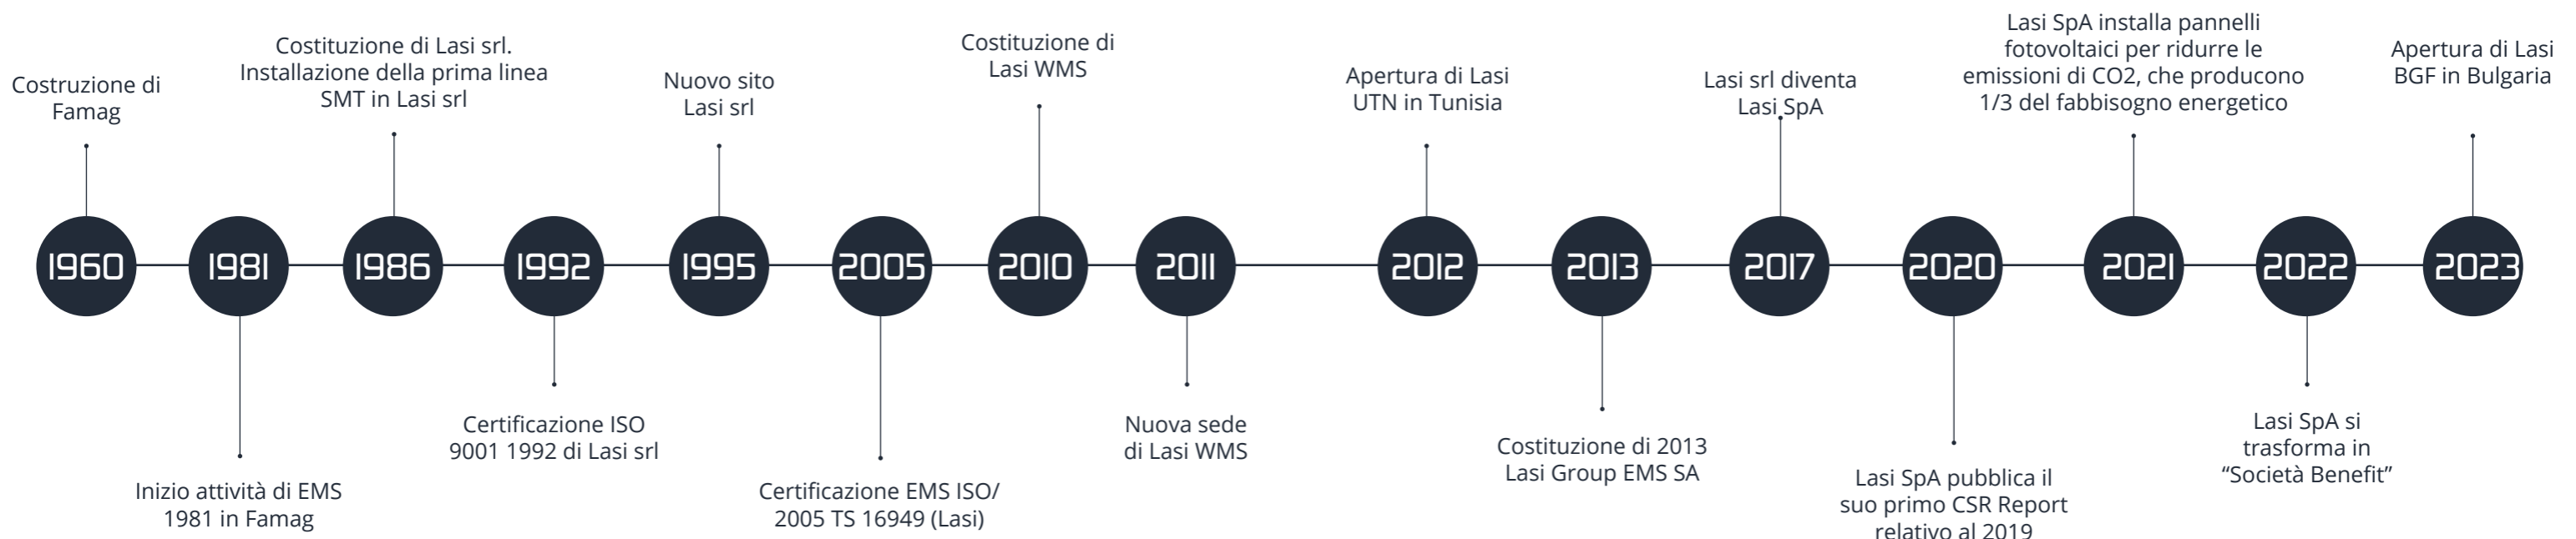 Costruzione di
Famag
Costituzione di Lasi srl.
Installazione della prima linea
SMT in Lasi srl
Nuovo sito
Lasi srl
Costituzione di
Lasi WMS
Apertura di Lasi
UTN in Tunisia
Lasi srl diventa
Lasi SpA
Lasi SpA installa pannelli
fotovoltaici per ridurre le
emissioni di CO2, che producono
1/3 del fabbisogno energetico
Apertura di Lasi
BGF in Bulgaria
1960
1981
1986
1992
1995
2005
2010
2011
2012
2013
2017
2020
2021
2022
2023
Inizio attività di EMS
1981 in Famag
Certificazione ISO
9001 1992 di Lasi srl
Certificazione EMS ISO/
2005 TS 16949 (Lasi)
Nuova sede
di Lasi WMS
Costituzione di 2013
Lasi Group EMS SA
Lasi SpA pubblica il
suo primo CSR Report
relativo al 2019
Lasi SpA si
trasforma in
“Società Benefit”